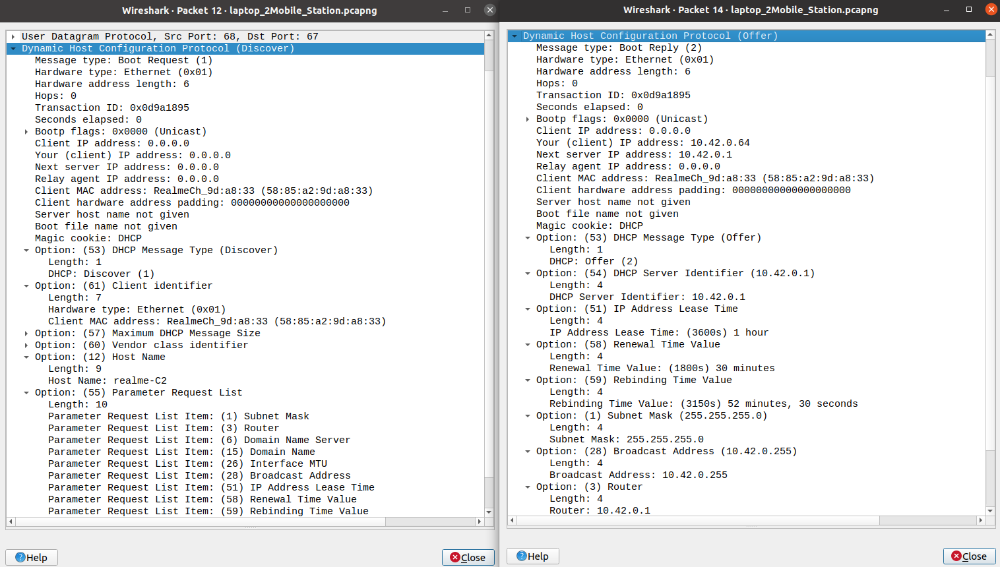 Wireshark · Packet 12 · laptop_2Mobile_Station.pcapng
User Datagram Protocol, Src Port: 68, Dst Port: 67
Dynamic Host Configuration Protocol (Discover)
Message type: Boot Request (1)
Hardware type: Ethernet (0x01)
Hardware address length: 6
Hops: 0
Transaction ID: 0x0d9a1895
Seconds elapsed: 0
Bootp flags: 0x0000 (Unicast)
Client IP address: 0.0.0.0
Your (client) IP address: 0.0.0.0
Next server IP address: 0.0.0.0
Relay agent IP address: 0.0.0.0
Client MAC address: RealmeCh_9d:a8:33 (58:85:a2:9d:a8:33)
Client hardware address padding: 00000000000000000000
Server host name not given
Boot file name not given
Magic cookie: DHCP
Option: (53) DHCP Message Type (Discover)
Length: 1
DHCP: Discover (1)
Option: (61) Client identifier
Length: 7
Hardware type: Ethernet (0x01)
Client MAC address: RealmeCh_9d:a8:33 (58:85:a2:9d:a8:33)
Option: (57) Maximum DHCP Message Size
Option: (60) Vendor class identifier
Option: (12) Host Name
Length: 9
Host Name: realme-C2
Option: (55) Parameter Request List
Length: 10
Parameter Request List Item: (1) Subnet Mask
Parameter Request List Item: (3) Router
Parameter Request List Item: (6) Domain Name Server
Parameter Request List Item: (15) Domain Name
Parameter Request List Item: (26) Interface MTU
Parameter Request List Item: (28) Broadcast Address
Parameter Request List Item: (51) IP Address Lease Time
Parameter Request List Item: (58) Renewal Time Value
Parameter Request List Item: (59) Rebinding Time Value
Help
Close
Wireshark · Packet 14 · laptop_2Mobile_Station.pcapng
Dynamic Host Configuration Protocol (Offer)
Message type: Boot Reply (2)
Hardware type: Ethernet (0x01)
Hardware address length: 6
Hops: 0
Transaction ID: 0x0d9a1895
Seconds elapsed: 0
Bootp flags: 0x0000 (Unicast)
Client IP address: 0.0.0.0
Your (client) IP address: 10.42.0.64
Next server IP address: 10.42.0.1
Relay agent IP address: 0.0.0.0
Client MAC address: RealmeCh_9d:a8:33 (58:85:a2:9d:a8:33)
Client hardware address padding: 00000000000000000000
Server host name not given
Boot file name not given
Magic cookie: DHCP
Option: (53) DHCP Message Type (Offer)
Length: 1
DHCP: Offer (2)
Option: (54) DHCP Server Identifier (10.42.0.1)
Length: 4
DHCP Server Identifier: 10.42.0.1
Option: (51) IP Address Lease Time
Length: 4
IP Address Lease Time: (3600s) 1 hour
Option: (58) Renewal Time Value
Length: 4
Renewal Time Value: (1800s) 30 minutes
Option: (59) Rebinding Time Value
Length: 4
Rebinding Time Value: (3150s) 52 minutes, 30 seconds
Option: (1) Subnet Mask (255.255.255.0)
Length: 4
Subnet Mask: 255.255.255.0
Option: (28) Broadcast Address (10.42.0.255)
Length: 4
Broadcast Address: 10.42.0.255
Option: (3) Router
Length: 4
Router: 10.42.0.1
Help
Close